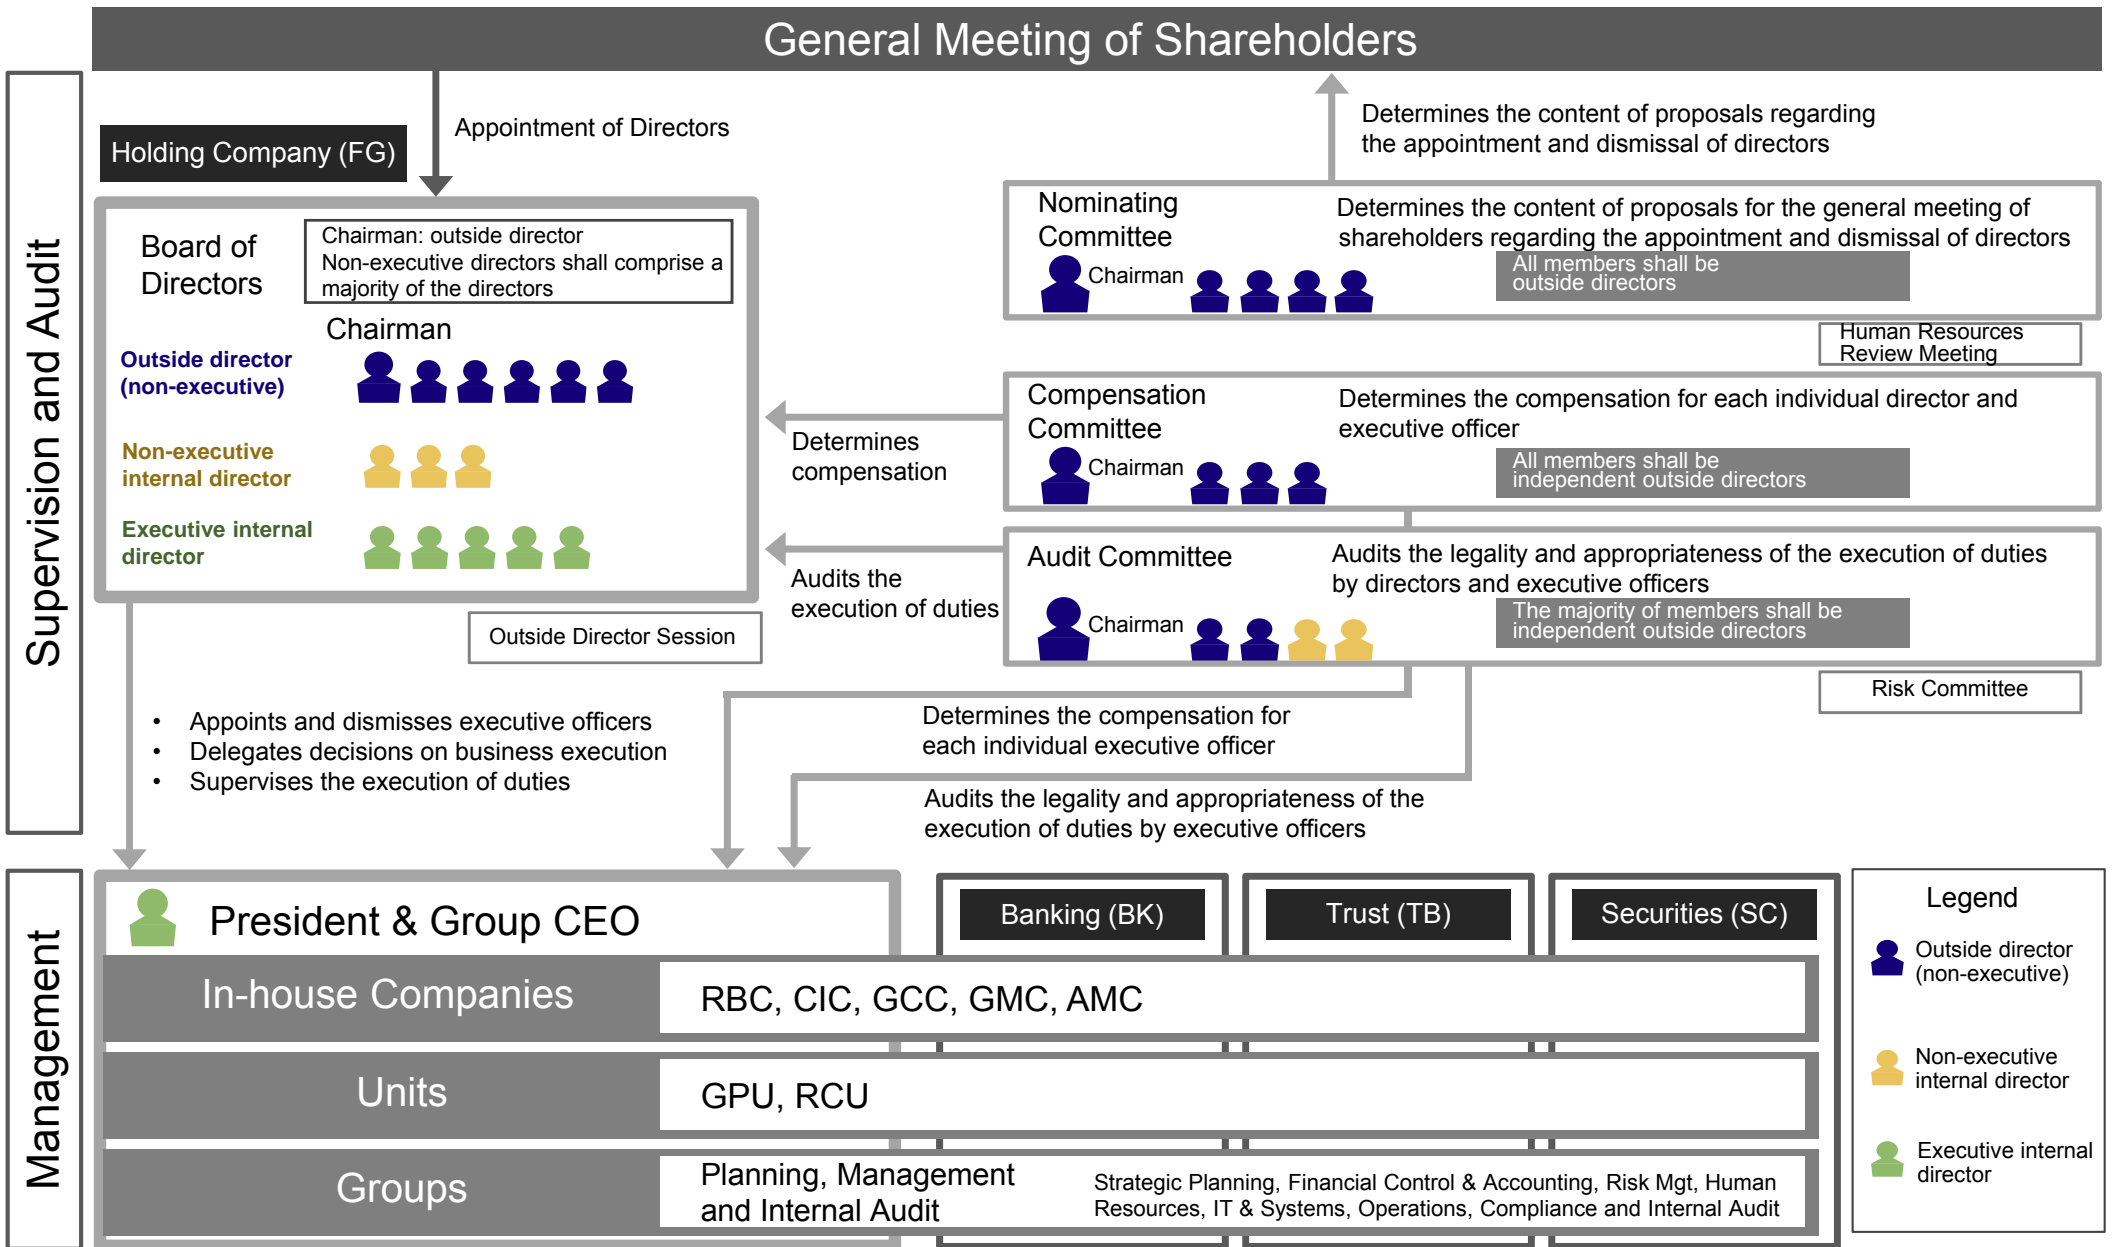 General Meeting of Shareholders
Supervision and Audit
Holding Company (FG)
Appointment of Directors
Determines the content of proposals regarding
the appointment and dismissal of directors
Board of
Directors
Chairman: outside director
Non-executive directors shall comprise a
majority of the directors
Chairman
Outside director
(non-executive)
Non-executive
internal director
Executive internal
director
Outside Director Session
Nominating
Committee
Chairman
Determines the content of proposals for the general meeting of
shareholders regarding the appointment and dismissal of directors
All members shall be
outside directors
Human Resources
Review Meeting
Determines
compensation
Compensation
Committee
Chairman
Determines the compensation for each individual director and
executive officer
All members shall be
independent outside directors
Audits the
execution of duties
Audit Committee
Chairman
Audits the legality and appropriateness of the execution of duties
by directors and executive officers
The majority of members shall be
independent outside directors
Risk Committee
• Appoints and dismisses executive officers
• Delegates decisions on business execution
• Supervises the execution of duties
Determines the compensation for
each individual executive officer
Audits the legality and appropriateness of the
execution of duties by executive officers
Management
President & Group CEO
Banking (BK)
Trust (TB)
Securities (SC)
In-house Companies
RBC, CIC, GCC, GMC, AMC
Units
GPU, RCU
Groups
Planning, Management
and Internal Audit
Strategic Planning, Financial Control & Accounting, Risk Mgt, Human
Resources, IT & Systems, Operations, Compliance and Internal Audit
Legend
Outside director
(non-executive)
Non-executive
internal director
Executive internal
director